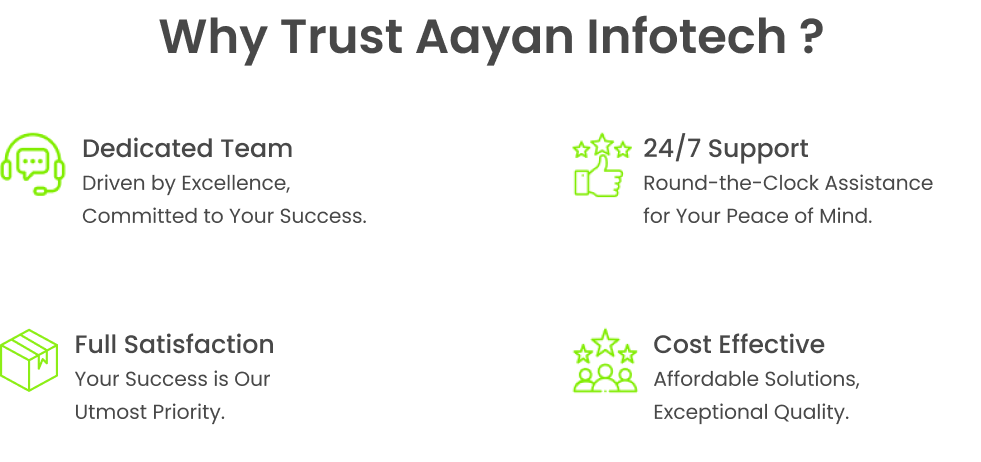 Why Trust Aayan Infotech ?
Dedicated Team
Driven by Excellence,
Committed to Your Success.
24/7 Support
Round-the-Clock Assistance
for Your Peace of Mind.
Full Satisfaction
Your Success is Our
Utmost Priority.
Cost Effective
Affordable Solutions,
Exceptional Quality.